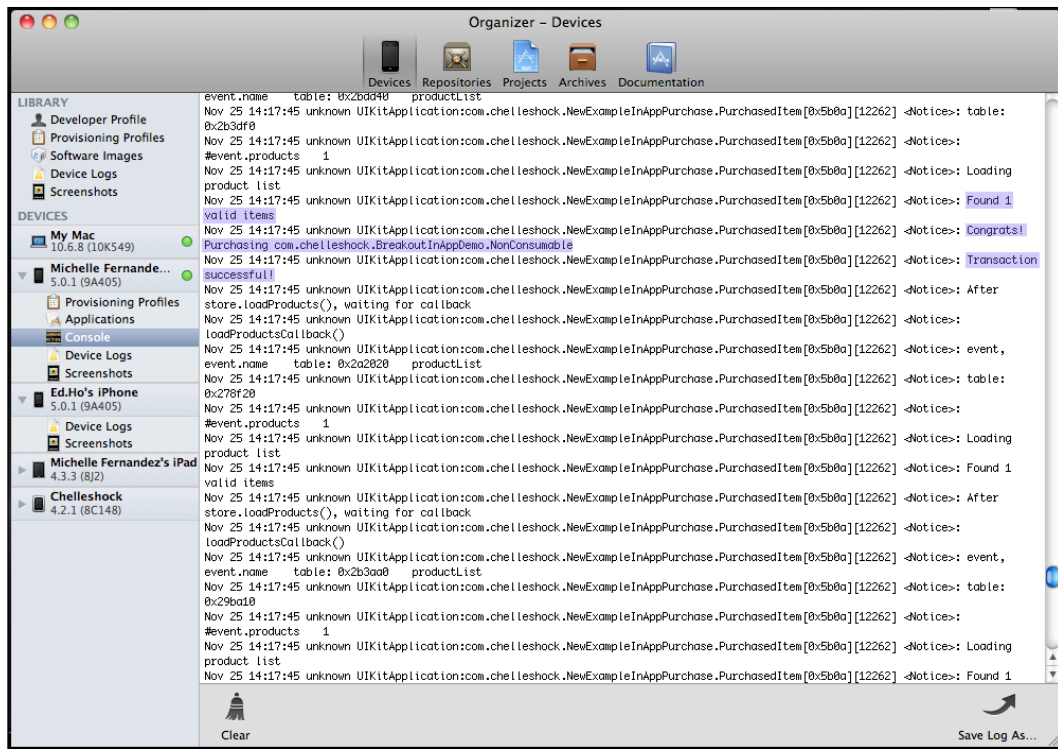 Organizer – Devices
Devices Repositories Projects Archives Documentation
LIBRARY
Developer Profile
Provisioning Profiles
Software Images
Device Logs
Screenshots
DEVICES
My Mac
10.6.8 (10K549)
Michelle Fernande...
5.0.1 (9A405)
Provisioning Profiles
Applications
Console
Device Logs
Screenshots
Ed.Ho's iPhone
5.0.1 (9A405)
Device Logs
Screenshots
Michelle Fernandez's iPad
4.3.3 (8J2)
Chelleshock
4.2.1 (8C148)
event.name table: 0x2bdd40 productList
Nov 25 14:17:45 unknown UIKitApplication:com.chelleshock.NewExampleInAppPurchase.PurchasedItem[0x5b0a][12262] <Notice>: table:
0x2b3df0
Nov 25 14:17:45 unknown UIKitApplication:com.chelleshock.NewExampleInAppPurchase.PurchasedItem[0x5b0a][12262] <Notice>:
#event.products 1
Nov 25 14:17:45 unknown UIKitApplication:com.chelleshock.NewExampleInAppPurchase.PurchasedItem[0x5b0a][12262] <Notice>: Loading
product list
Nov 25 14:17:45 unknown UIKitApplication:com.chelleshock.NewExampleInAppPurchase.PurchasedItem[0x5b0a][12262] <Notice>: Found 1
valid items
Nov 25 14:17:45 unknown UIKitApplication:com.chelleshock.NewExampleInAppPurchase.PurchasedItem[0x5b0a][12262] <Notice>: Congrats!
Purchasing com.chelleshock.BreakoutInAppDemo.NonConsumable
Nov 25 14:17:45 unknown UIKitApplication:com.chelleshock.NewExampleInAppPurchase.PurchasedItem[0x5b0a][12262] <Notice>: Transaction
successful!
Nov 25 14:17:45 unknown UIKitApplication:com.chelleshock.NewExampleInAppPurchase.PurchasedItem[0x5b0a][12262] <Notice>: After
store.loadProducts(), waiting for callback
Nov 25 14:17:45 unknown UIKitApplication:com.chelleshock.NewExampleInAppPurchase.PurchasedItem[0x5b0a][12262] <Notice>:
loadProductsCallback()
Nov 25 14:17:45 unknown UIKitApplication:com.chelleshock.NewExampleInAppPurchase.PurchasedItem[0x5b0a][12262] <Notice>: event,
event.name table: 0x2a2020 productList
Nov 25 14:17:45 unknown UIKitApplication:com.chelleshock.NewExampleInAppPurchase.PurchasedItem[0x5b0a][12262] <Notice>: table:
0x278f20
Nov 25 14:17:45 unknown UIKitApplication:com.chelleshock.NewExampleInAppPurchase.PurchasedItem[0x5b0a][12262] <Notice>:
#event.products 1
Nov 25 14:17:45 unknown UIKitApplication:com.chelleshock.NewExampleInAppPurchase.PurchasedItem[0x5b0a][12262] <Notice>: Loading
product list
Nov 25 14:17:45 unknown UIKitApplication:com.chelleshock.NewExampleInAppPurchase.PurchasedItem[0x5b0a][12262] <Notice>: Found 1
valid items
Nov 25 14:17:45 unknown UIKitApplication:com.chelleshock.NewExampleInAppPurchase.PurchasedItem[0x5b0a][12262] <Notice>: After
store.loadProducts(), waiting for callback
Nov 25 14:17:45 unknown UIKitApplication:com.chelleshock.NewExampleInAppPurchase.PurchasedItem[0x5b0a][12262] <Notice>:
loadProductsCallback()
Nov 25 14:17:45 unknown UIKitApplication:com.chelleshock.NewExampleInAppPurchase.PurchasedItem[0x5b0a][12262] <Notice>: event,
event.name table: 0x2b3aa0 productList
Nov 25 14:17:45 unknown UIKitApplication:com.chelleshock.NewExampleInAppPurchase.PurchasedItem[0x5b0a][12262] <Notice>: table:
0x29ba10
Nov 25 14:17:45 unknown UIKitApplication:com.chelleshock.NewExampleInAppPurchase.PurchasedItem[0x5b0a][12262] <Notice>:
#event.products 1
Nov 25 14:17:45 unknown UIKitApplication:com.chelleshock.NewExampleInAppPurchase.PurchasedItem[0x5b0a][12262] <Notice>: Loading
product list
Nov 25 14:17:45 unknown UIKitApplication:com.chelleshock.NewExampleInAppPurchase.PurchasedItem[0x5b0a][12262] <Notice>: Found 1
Clear
Save Log As...